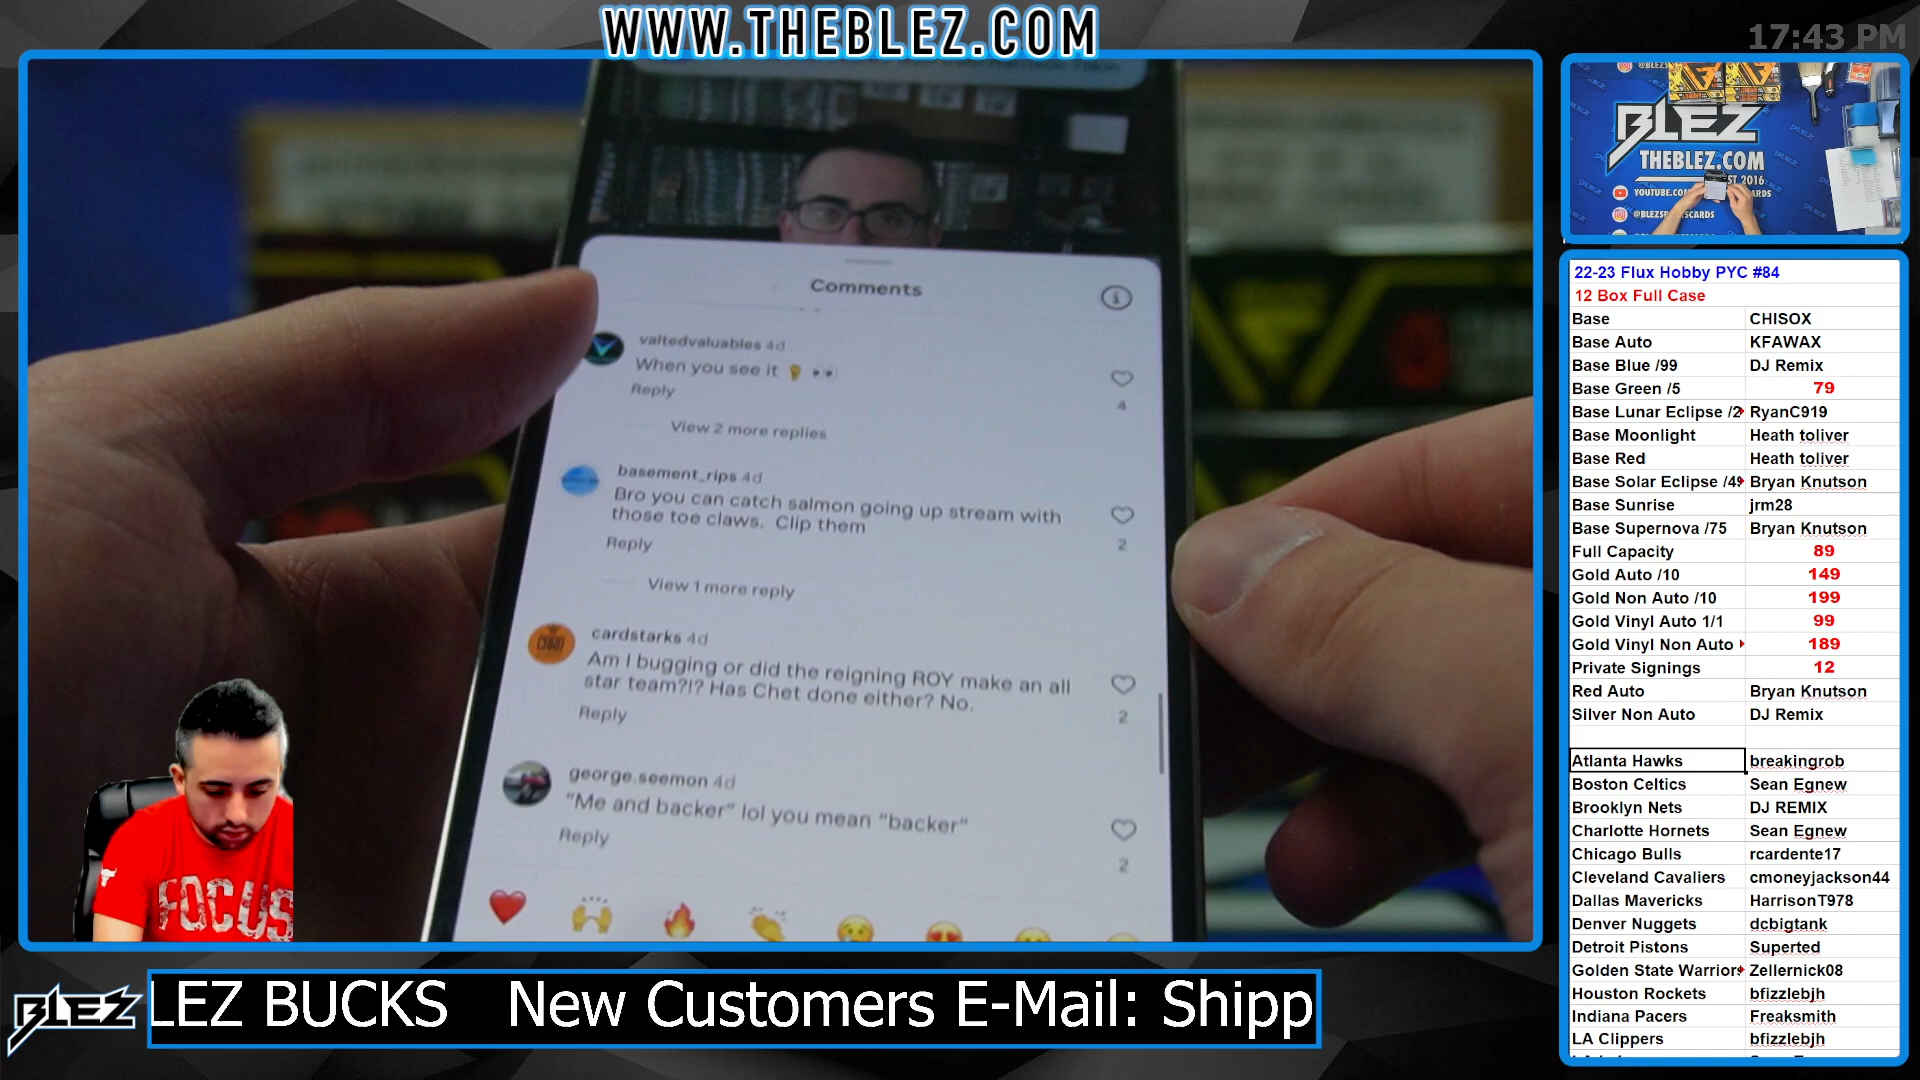 WWW.THEBLEZ.COM
17:43 PM
Comments
valtedvaluables 4d
When you see it
Reply
4
View 2 more replies
basement_rips 4d
Bro you can catch salmon going up stream with
those toe claws. Clip them
Reply
2
View 1 more reply
cardstarks 4d
Am I bugging or did the reigning ROY make an all
star team?!? Has Chet done either? No.
Reply
2
george.seemon 4d
"Me and backer" lol you mean "backer"
Reply
2
FOCUS
BLEZ
LEZ BUCKS New Customers E-Mail: Shipp
BLEZ
THEBLEZ.COM
ST 2016
YOUTUBE.COM
ARDS
@BLEZSP
SCARDS
22-23 Flux Hobby PYC #84
12 Box Full Case
Base CHISOX
Base Auto KFAWAX
Base Blue /99 DJ Remix
Base Green /5 79
Base Lunar Eclipse /2 RyanC919
Base Moonlight Heath toliver
Base Red Heath toliver
Base Solar Eclipse /49 Bryan Knutson
Base Sunrise jrm28
Base Supernova /75 Bryan Knutson
Full Capacity 89
Gold Auto /10 149
Gold Non Auto /10 199
Gold Vinyl Auto 1/1 99
Gold Vinyl Non Auto 189
Private Signings 12
Red Auto Bryan Knutson
Silver Non Auto DJ Remix
Atlanta Hawks breakingrob
Boston Celtics Sean Egnew
Brooklyn Nets DJ REMIX
Charlotte Hornets Sean Egnew
Chicago Bulls rcardente17
Cleveland Cavaliers cmoneyjackson44
Dallas Mavericks HarrisonT978
Denver Nuggets dcbigtank
Detroit Pistons Superted
Golden State Warriors Zellernick08
Houston Rockets bfizzlebjh
Indiana Pacers Freaksmith
LA Clippers bfizzlebjh